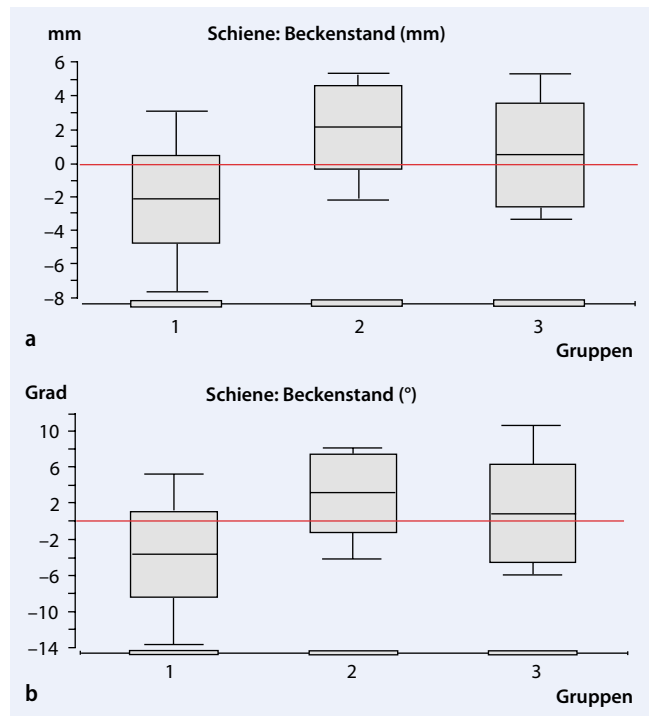 mm
Schiene: Beckenstand (mm)
6
4
2
0
–2
–4
–6
–8
1 2 3
a
Gruppen
Grad
Schiene: Beckenstand (°)
10
6
2
–2
–6
–10
–14
1 2 3
b
Gruppen